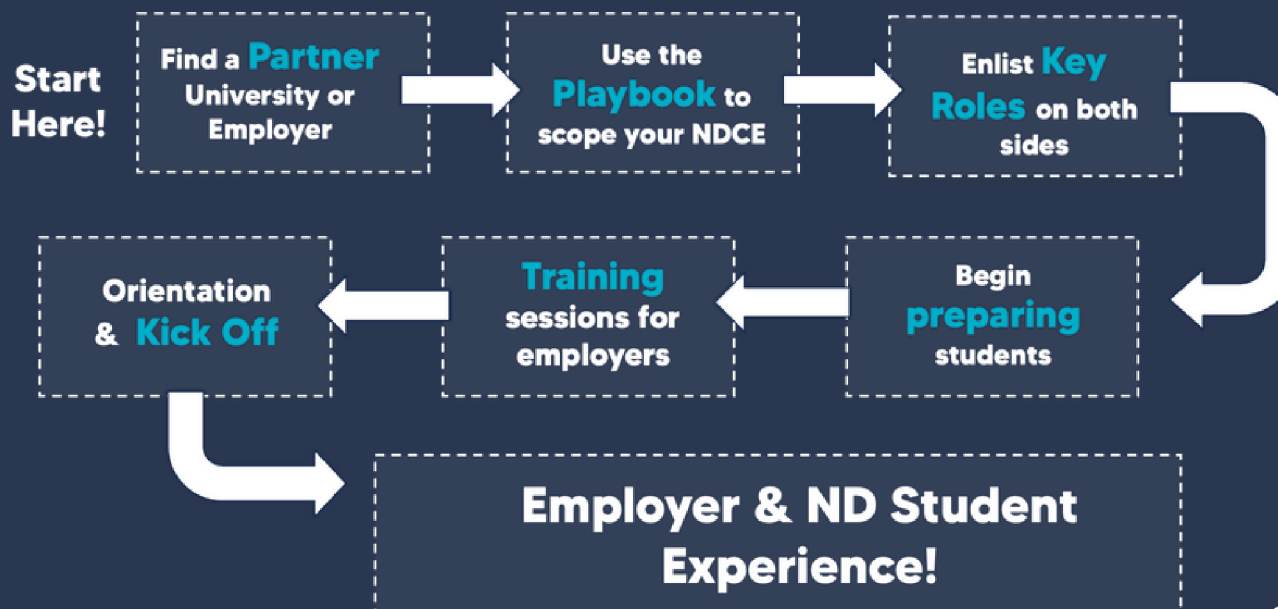 Start
Here!
Find a Partner
University or
Employer
Use the
Playbook to
scope your NDCE
Enlist Key
Roles on both
sides
Begin
preparing
students
Training
sessions for
employers
Orientation
& Kick Off
Employer & ND Student
Experience!